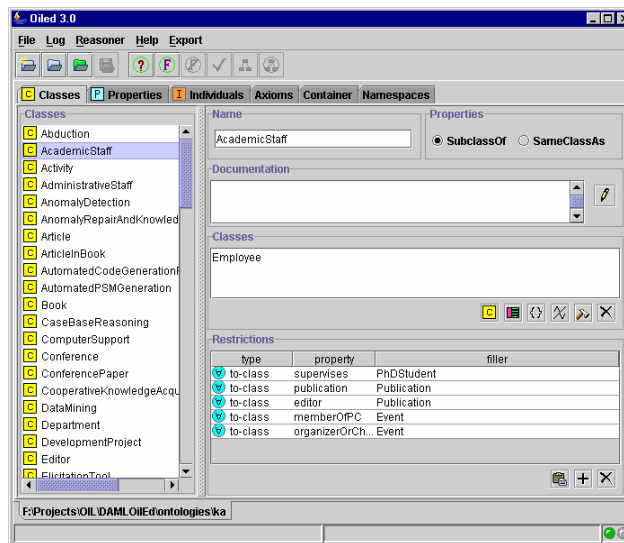 Oiled 3.0
File Log Reasoner Help Export
? F
C Classes P Properties I Individuals Axioms Container Namespaces
Classes
C Abduction
C AcademicStaff
C Activity
C AdministrativeStaff
C AnomalyDetection
C AnomalyRepairAndKnowled
C Article
C ArticleInBook
C AutomatedCodeGenerationF
C AutomatedPSMGeneration
C Book
C CaseBaseReasoning
C ComputerSupport
C Conference
C ConferencePaper
C CooperativeKnowledgeAcqu
C DataMining
C Department
C DevelopmentProject
C Editor
C ElicitationTool
Name
AcademicStaff
Properties
SubclassOf SameClassAs
Documentation
Classes
Employee
C {}
Restrictions
type property filler
∀ to-class supervises PhDStudent
∀ to-class publication Publication
∀ to-class editor Publication
∀ to-class memberOfPC Event
∀ to-class organizerOrCh... Event
F:\Projects\OIL\DAMLOilEd\ontologies\ka